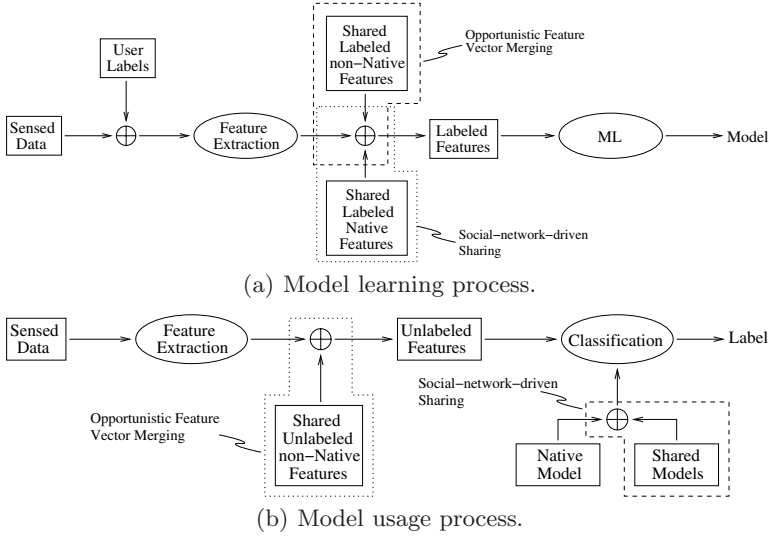 Shared
Labeled
non−Native
Features
Opportunistic Feature
Vector Merging
User
Labels
Sensed
Data
Feature
Extraction
Labeled
Features
ML
Model
Shared
Labeled
Native
Features
Social−network−driven
Sharing
(a) Model learning process.
Sensed
Data
Feature
Extraction
Unlabeled
Features
Classification
Label
Social−network−driven
Sharing
Opportunistic Feature
Vector Merging
Shared
Unlabeled
non−Native
Features
Native
Model
Shared
Models
(b) Model usage process.